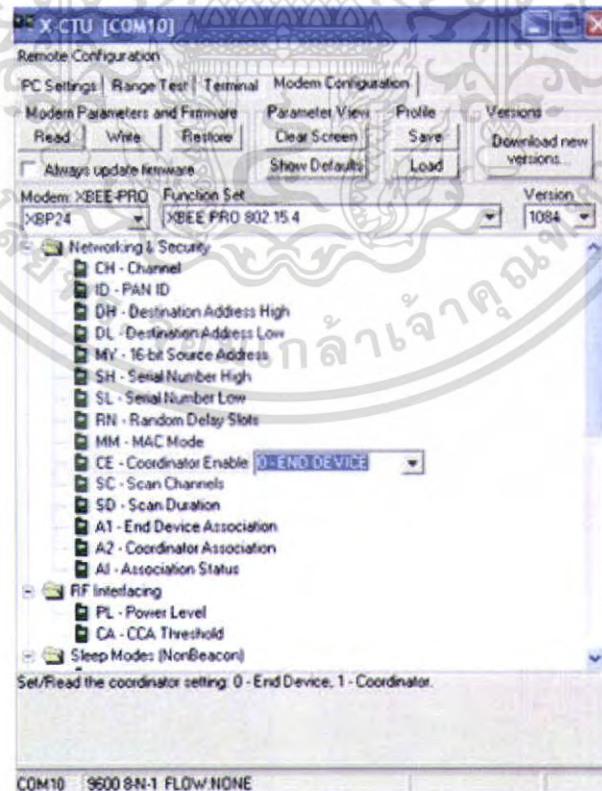 X-CTU [COM10]
Remote Configuration
PC Settings Range Test Terminal Modem Configuration
Modem Parameters and Firmware Parameter View Profile Versions
Read Write Restore Clear Screen Save Download new versions...
Always update firmware Show Defaults Load
Modem: XBEE-PRO Function Set Version
XBP24 XBEE PRO 802.15.4 1084
Networking & Security
CH - Channel
ID - PAN ID
DH - Destination Address High
DL - Destination Address Low
MY - 16-bit Source Address
SH - Serial Number High
SL - Serial Number Low
RN - Random Delay Slots
MM - MAC Mode
CE - Coordinator Enable 0 - END DEVICE
SC - Scan Channels
SD - Scan Duration
A1 - End Device Association
A2 - Coordinator Association
AI - Association Status
RF Interfacing
PL - Power Level
CA - CCA Threshold
Sleep Modes (NonBeacon)
Set/Read the coordinator setting: 0 - End Device, 1 - Coordinator.
COM10 9600 8-N-1 FLOW:NONE